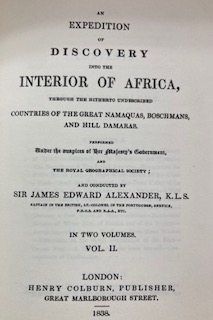 AN
EXPEDITION
OF
DISCOVERY
INTO THE
INTERIOR OF AFRICA,
THROUGH THE HITHERTO UNDESCRIBED
COUNTRIES OF THE GREAT NAMAQUAS, BOSCHMANS,
AND HILL DAMARAS.
PERFORMED
Under the auspices of Her Majesty's Government,
AND
THE ROYAL GEOGRAPHICAL SOCIETY;
AND CONDUCTED BY
SIR JAMES EDWARD ALEXANDER, K.L.S.
CAPTAIN IN THE BRITISH, LT.-COLONEL IN THE PORTUGUESE, SERVICE,
F.R.G.S. AND R.A.S., ETC.
IN TWO VOLUMES.
VOL. II.
LONDON:
HENRY COLBURN, PUBLISHER,
GREAT MARLBOROUGH STREET.
1838.